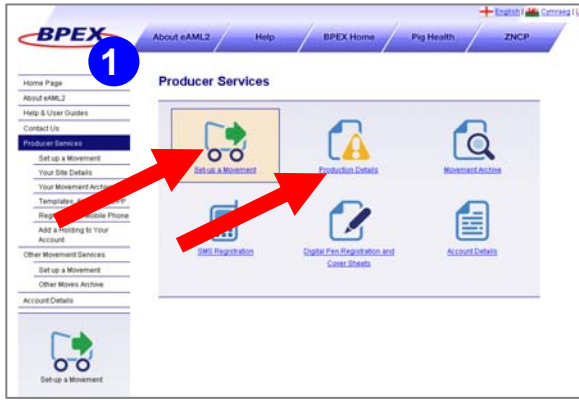 English | Cymraeg |
BPEX
1
About eAML2 Help BPEX Home Pig Health ZNCP
Home Page
About eAML2
Help & User Guides
Contact Us
Producer Services
Set up a Movement
Your Site Details
Your Movement Archive
Templates,
Mobile Phone
Add a Holding to Your
Account
Other Movement Services
Set up a Movement
Other Moves Archive
Account Details
Set-up a Movement
Producer Services
Set-up a Movement
Production Details
Movement Archive
SMS Registration
Digital Pen Registration and
Cover Sheets
Account Details